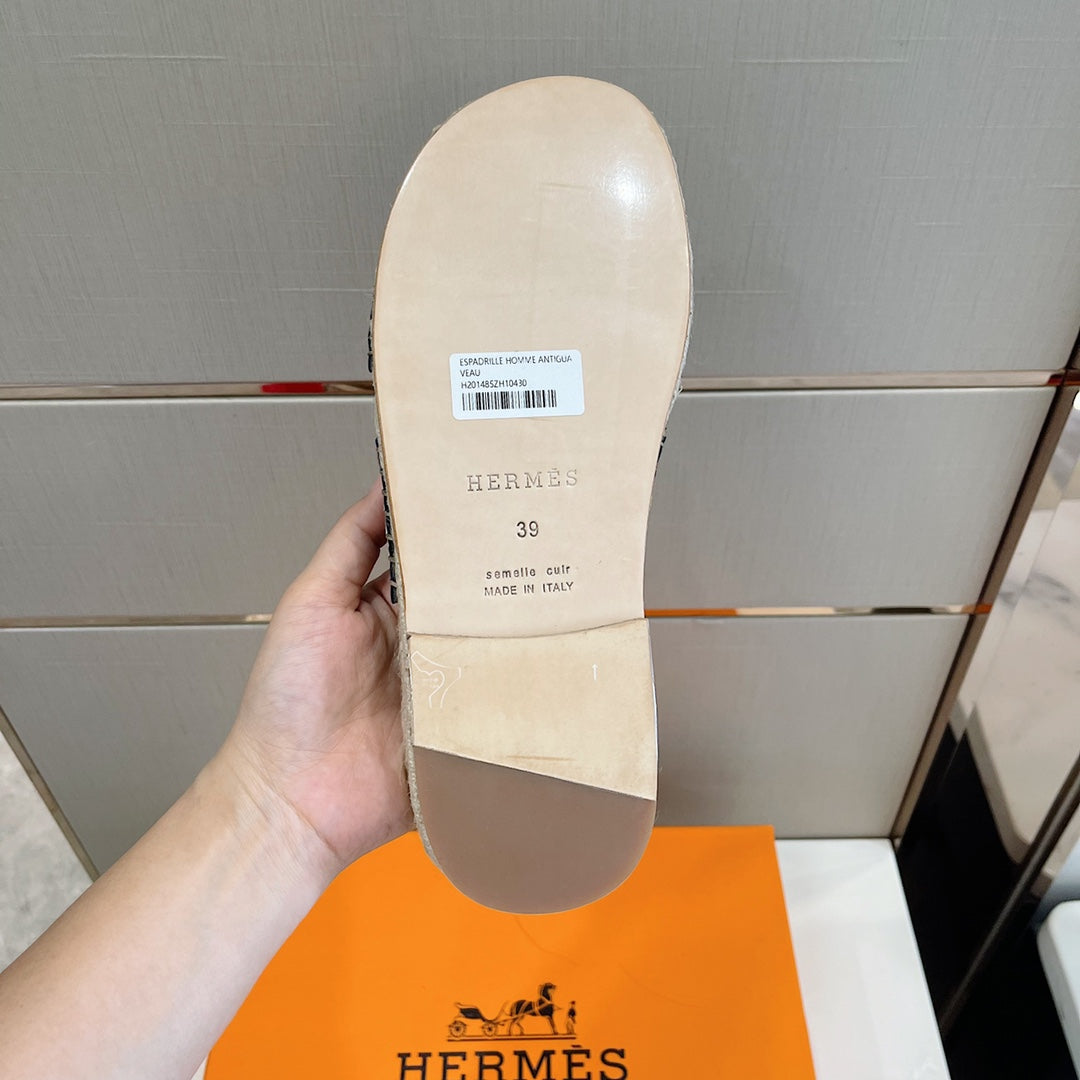 ESPADRILLE HOMME ANTIGUA
VEAU
H201485ZH10430
HERMÈS
39
semelle cuir
MADE IN ITALY
↑
HERMÈS